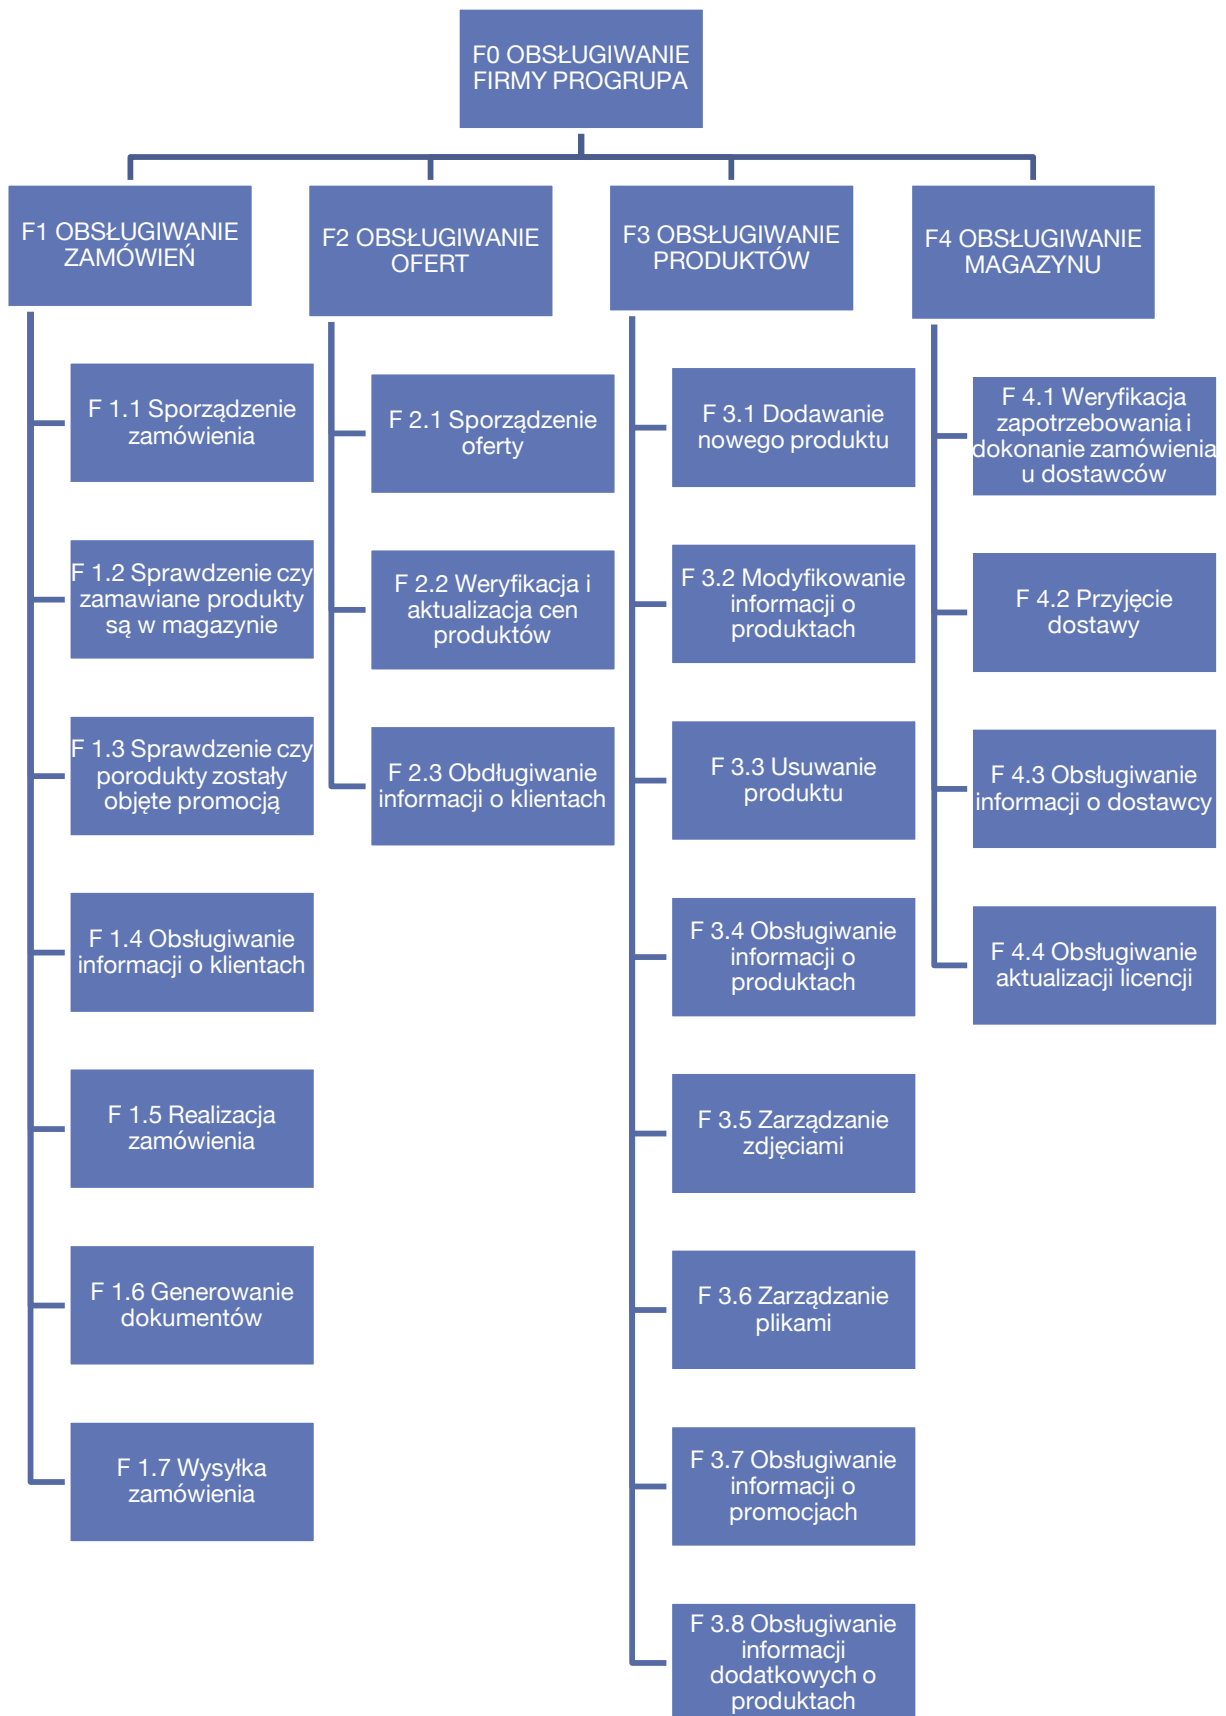 F0 OBSŁUGIWANIE
FIRMY PROGRUPA
F1 OBSŁUGIWANIE
ZAMÓWIEŃ
F 1.1 Sporządzenie
zamówienia
F 1.2 Sprawdzenie czy
zamawiane produkty
są w magazynie
F 1.3 Sprawdzenie czy
porodukty zostały
objęte promocją
F 1.4 Obsługiwanie
informacji o klientach
F 1.5 Realizacja
zamówienia
F 1.6 Generowanie
dokumentów
F 1.7 Wysyłka
zamówienia
F2 OBSŁUGIWANIE
OFERT
F 2.1 Sporządzenie
oferty
F 2.2 Weryfikacja i
aktualizacja cen
produktów
F 2.3 Obdługiwanie
informacji o klientach
F3 OBSŁUGIWANIE
PRODUKTÓW
F 3.1 Dodawanie
nowego produktu
F 3.2 Modyfikowanie
informacji o
produktach
F 3.3 Usuwanie
produktu
F 3.4 Obsługiwanie
informacji o
produktach
F 3.5 Zarządzanie
zdjęciami
F 3.6 Zarządzanie
plikami
F 3.7 Obsługiwanie
informacji o
promocjach
F 3.8 Obsługiwanie
informacji
dodatkowych o
produktach
F4 OBSŁUGIWANIE
MAGAZYNU
F 4.1 Weryfikacja
zapotrzebowania i
dokonanie zamówienia
u dostawców
F 4.2 Przyjęcie
dostawy
F 4.3 Obsługiwanie
informacji o dostawcy
F 4.4 Obsługiwanie
aktualizacji licencji